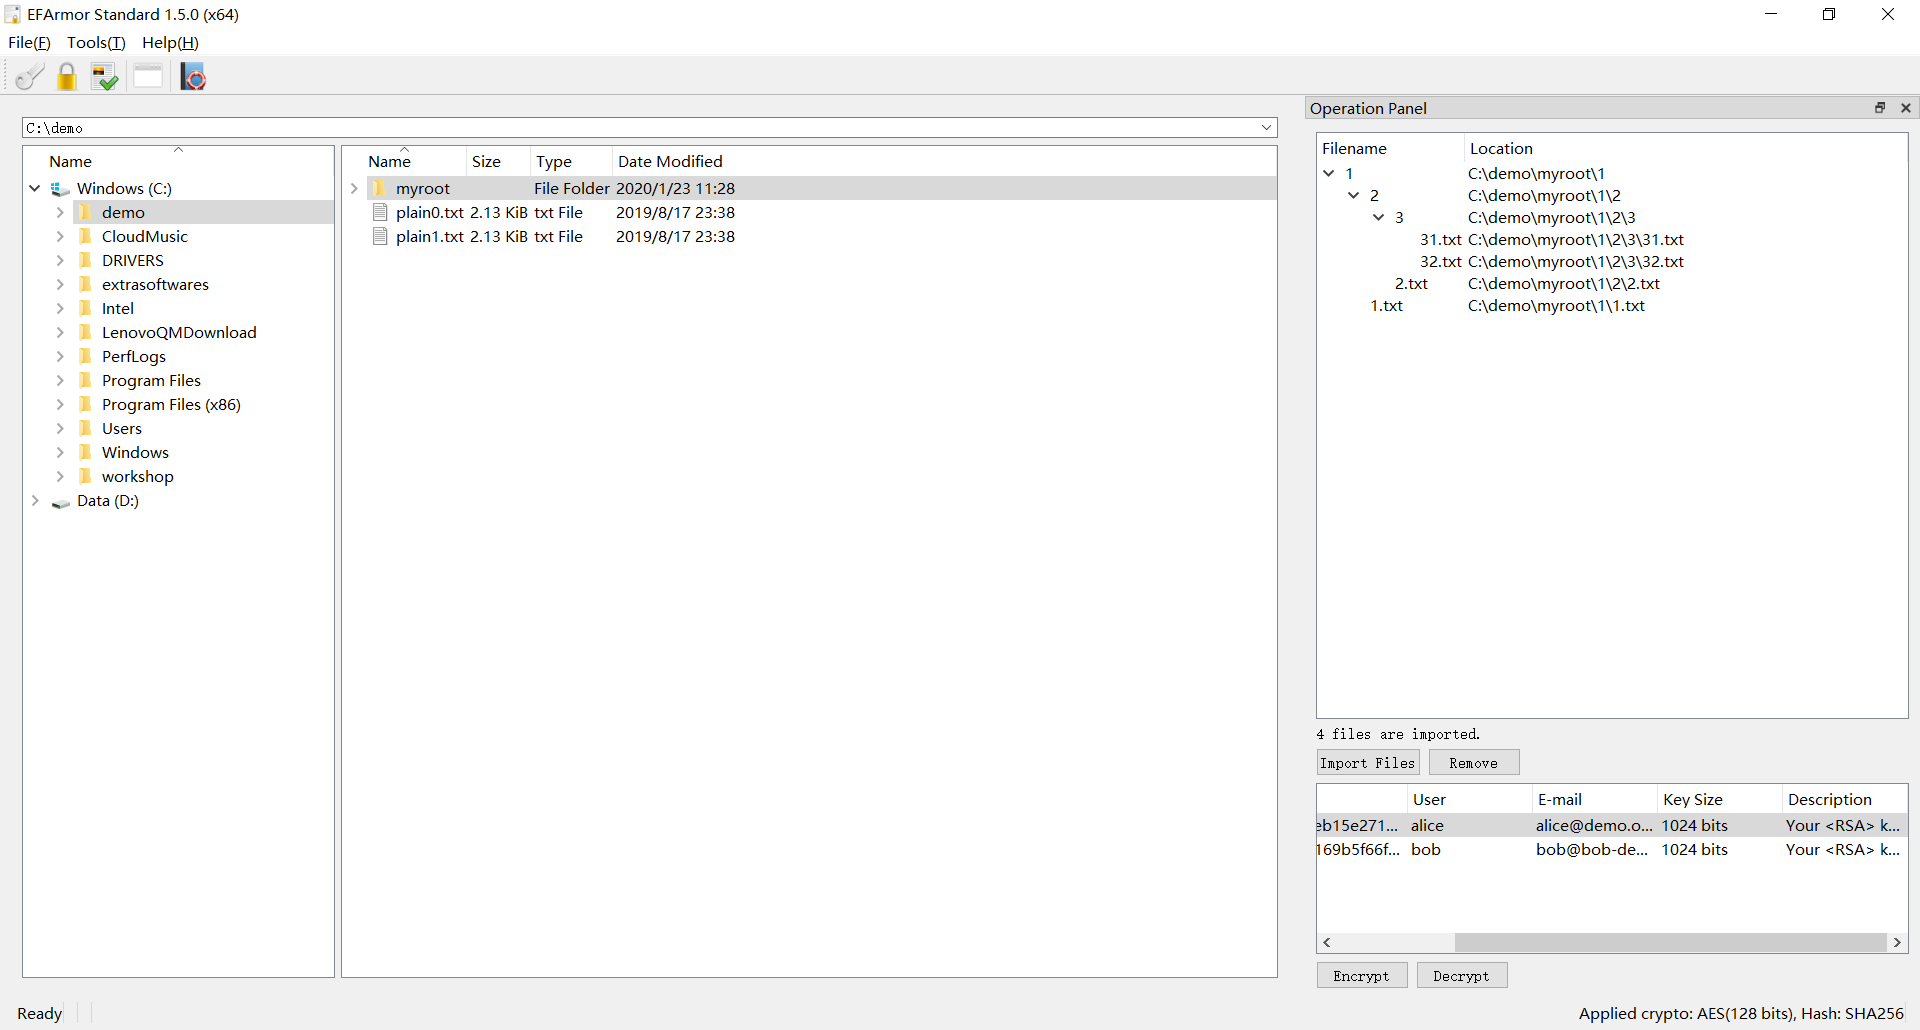 EFArmor Standard 1.5.0 (x64)
File(F) Tools(T) Help(H)
C:\demo
Name
Windows (C:)
demo
CloudMusic
DRIVERS
extrasoftwares
Intel
LenovoQMDownload
PerfLogs
Program Files
Program Files (x86)
Users
Windows
workshop
Data (D:)
Name Size Type Date Modified
myroot File Folder 2020/1/23 11:28
plain0.txt 2.13 KiB txt File 2019/8/17 23:38
plain1.txt 2.13 KiB txt File 2019/8/17 23:38
Operation Panel
Filename Location
1 C:\demo\myroot\1
2 C:\demo\myroot\1\2
3 C:\demo\myroot\1\2\3
31.txt C:\demo\myroot\1\2\3\31.txt
32.txt C:\demo\myroot\1\2\3\32.txt
2.txt C:\demo\myroot\1\2\2.txt
1.txt C:\demo\myroot\1\1.txt
4 files are imported.
Import Files Remove
User E-mail Key Size Description
eb15e271... alice alice@demo.o... 1024 bits Your <RSA> k...
169b5f66f... bob bob@bob-de... 1024 bits Your <RSA> k...
Encrypt Decrypt
Ready Applied crypto: AES(128 bits), Hash: SHA256